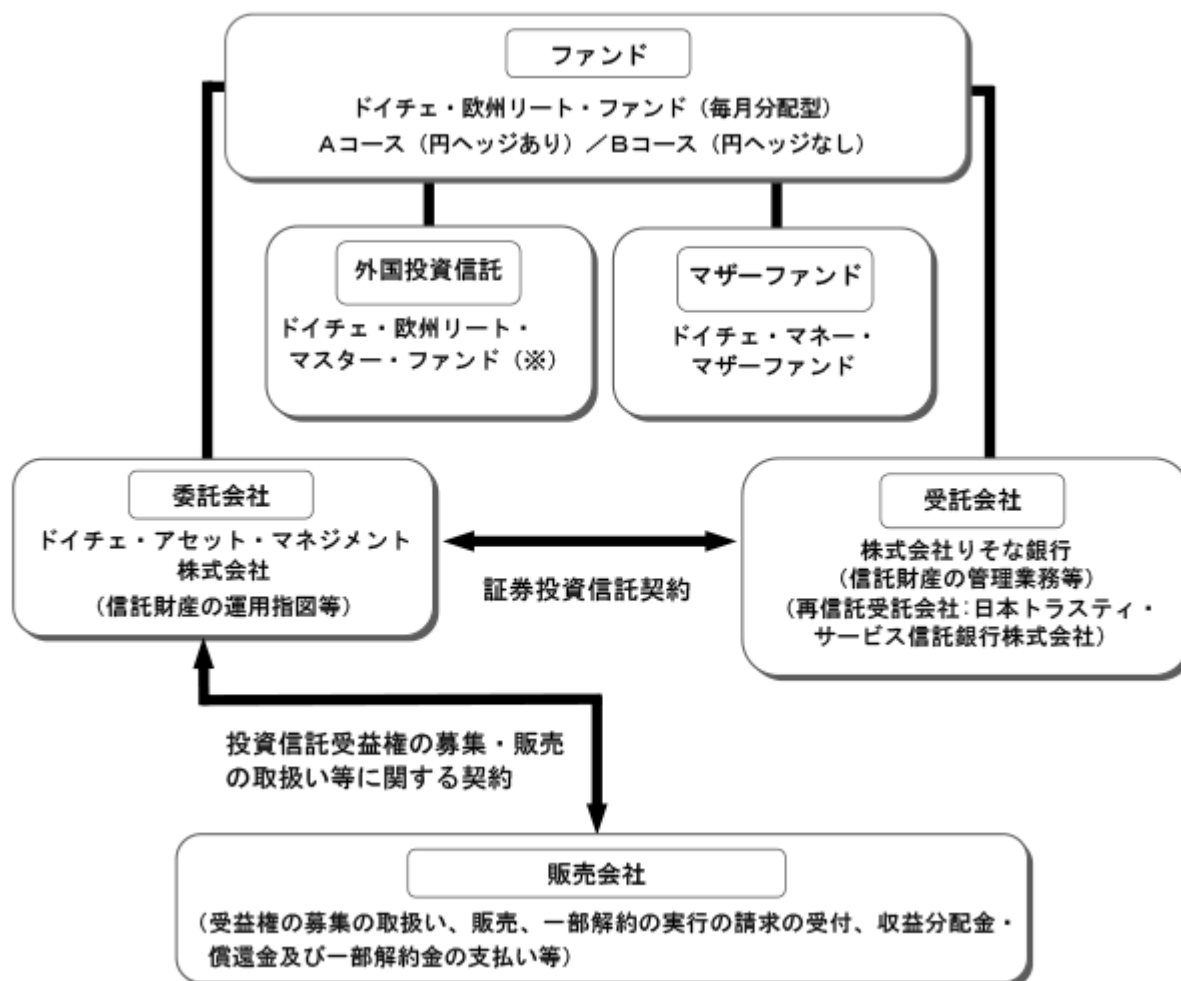 ファンド
ドイチェ・欧州リート・ファンド（毎月分配型）
Ａコース（円ヘッジあり）／Ｂコース（円ヘッジなし）
外国投資信託
ドイチェ・欧州リート・
マスター・ファンド（※）
マザーファンド
ドイチェ・マネー・
マザーファンド
委託会社
ドイチェ・アセット・マネジメント
株式会社
（信託財産の運用指図等）
証券投資信託契約
受託会社
株式会社りそな銀行
（信託財産の管理業務等）
（再信託受託会社：日本トラスティ・
サービス信託銀行株式会社）
投資信託受益権の募集・販売
の取扱い等に関する契約
販売会社
（受益権の募集の取扱い、販売、一部解約の実行の請求の受付、収益分配金・
償還金及び一部解約金の支払い等）